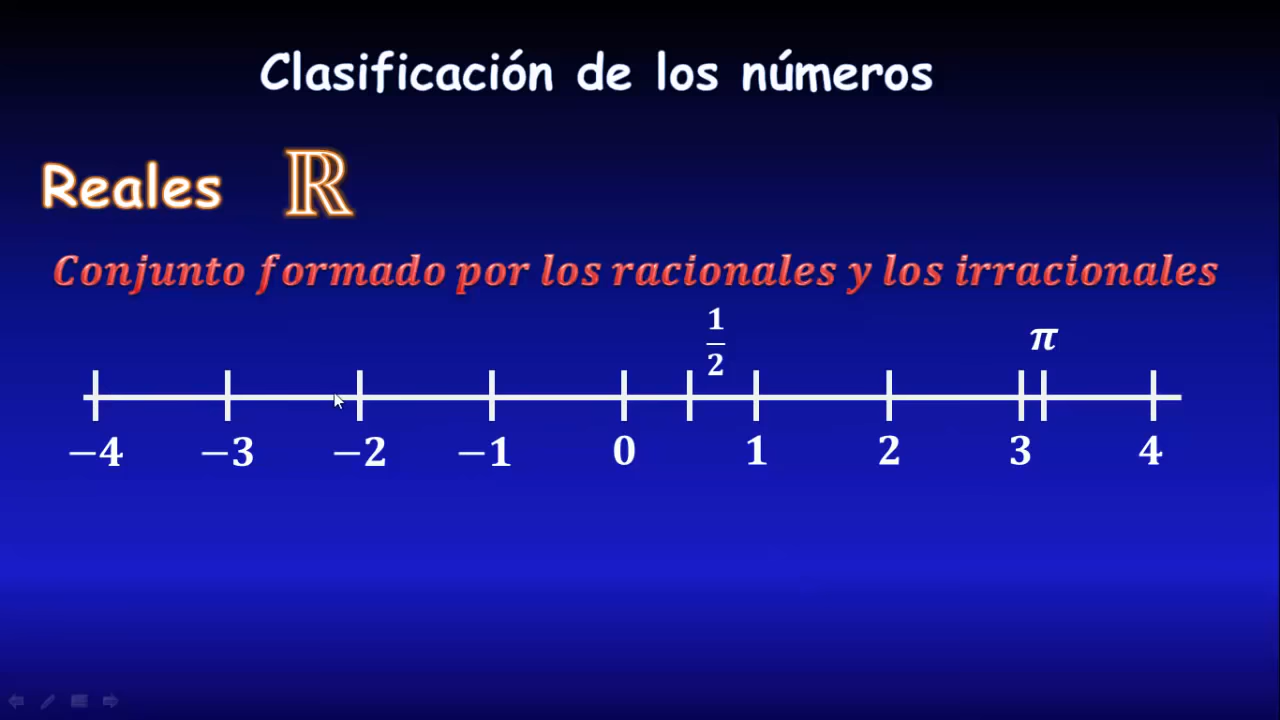 Clasificación de los números
Reales ℝ
Conjunto formado por los racionales y los irracionales
1/2 π
−4 −3 −2 −1 0 1 2 3 4